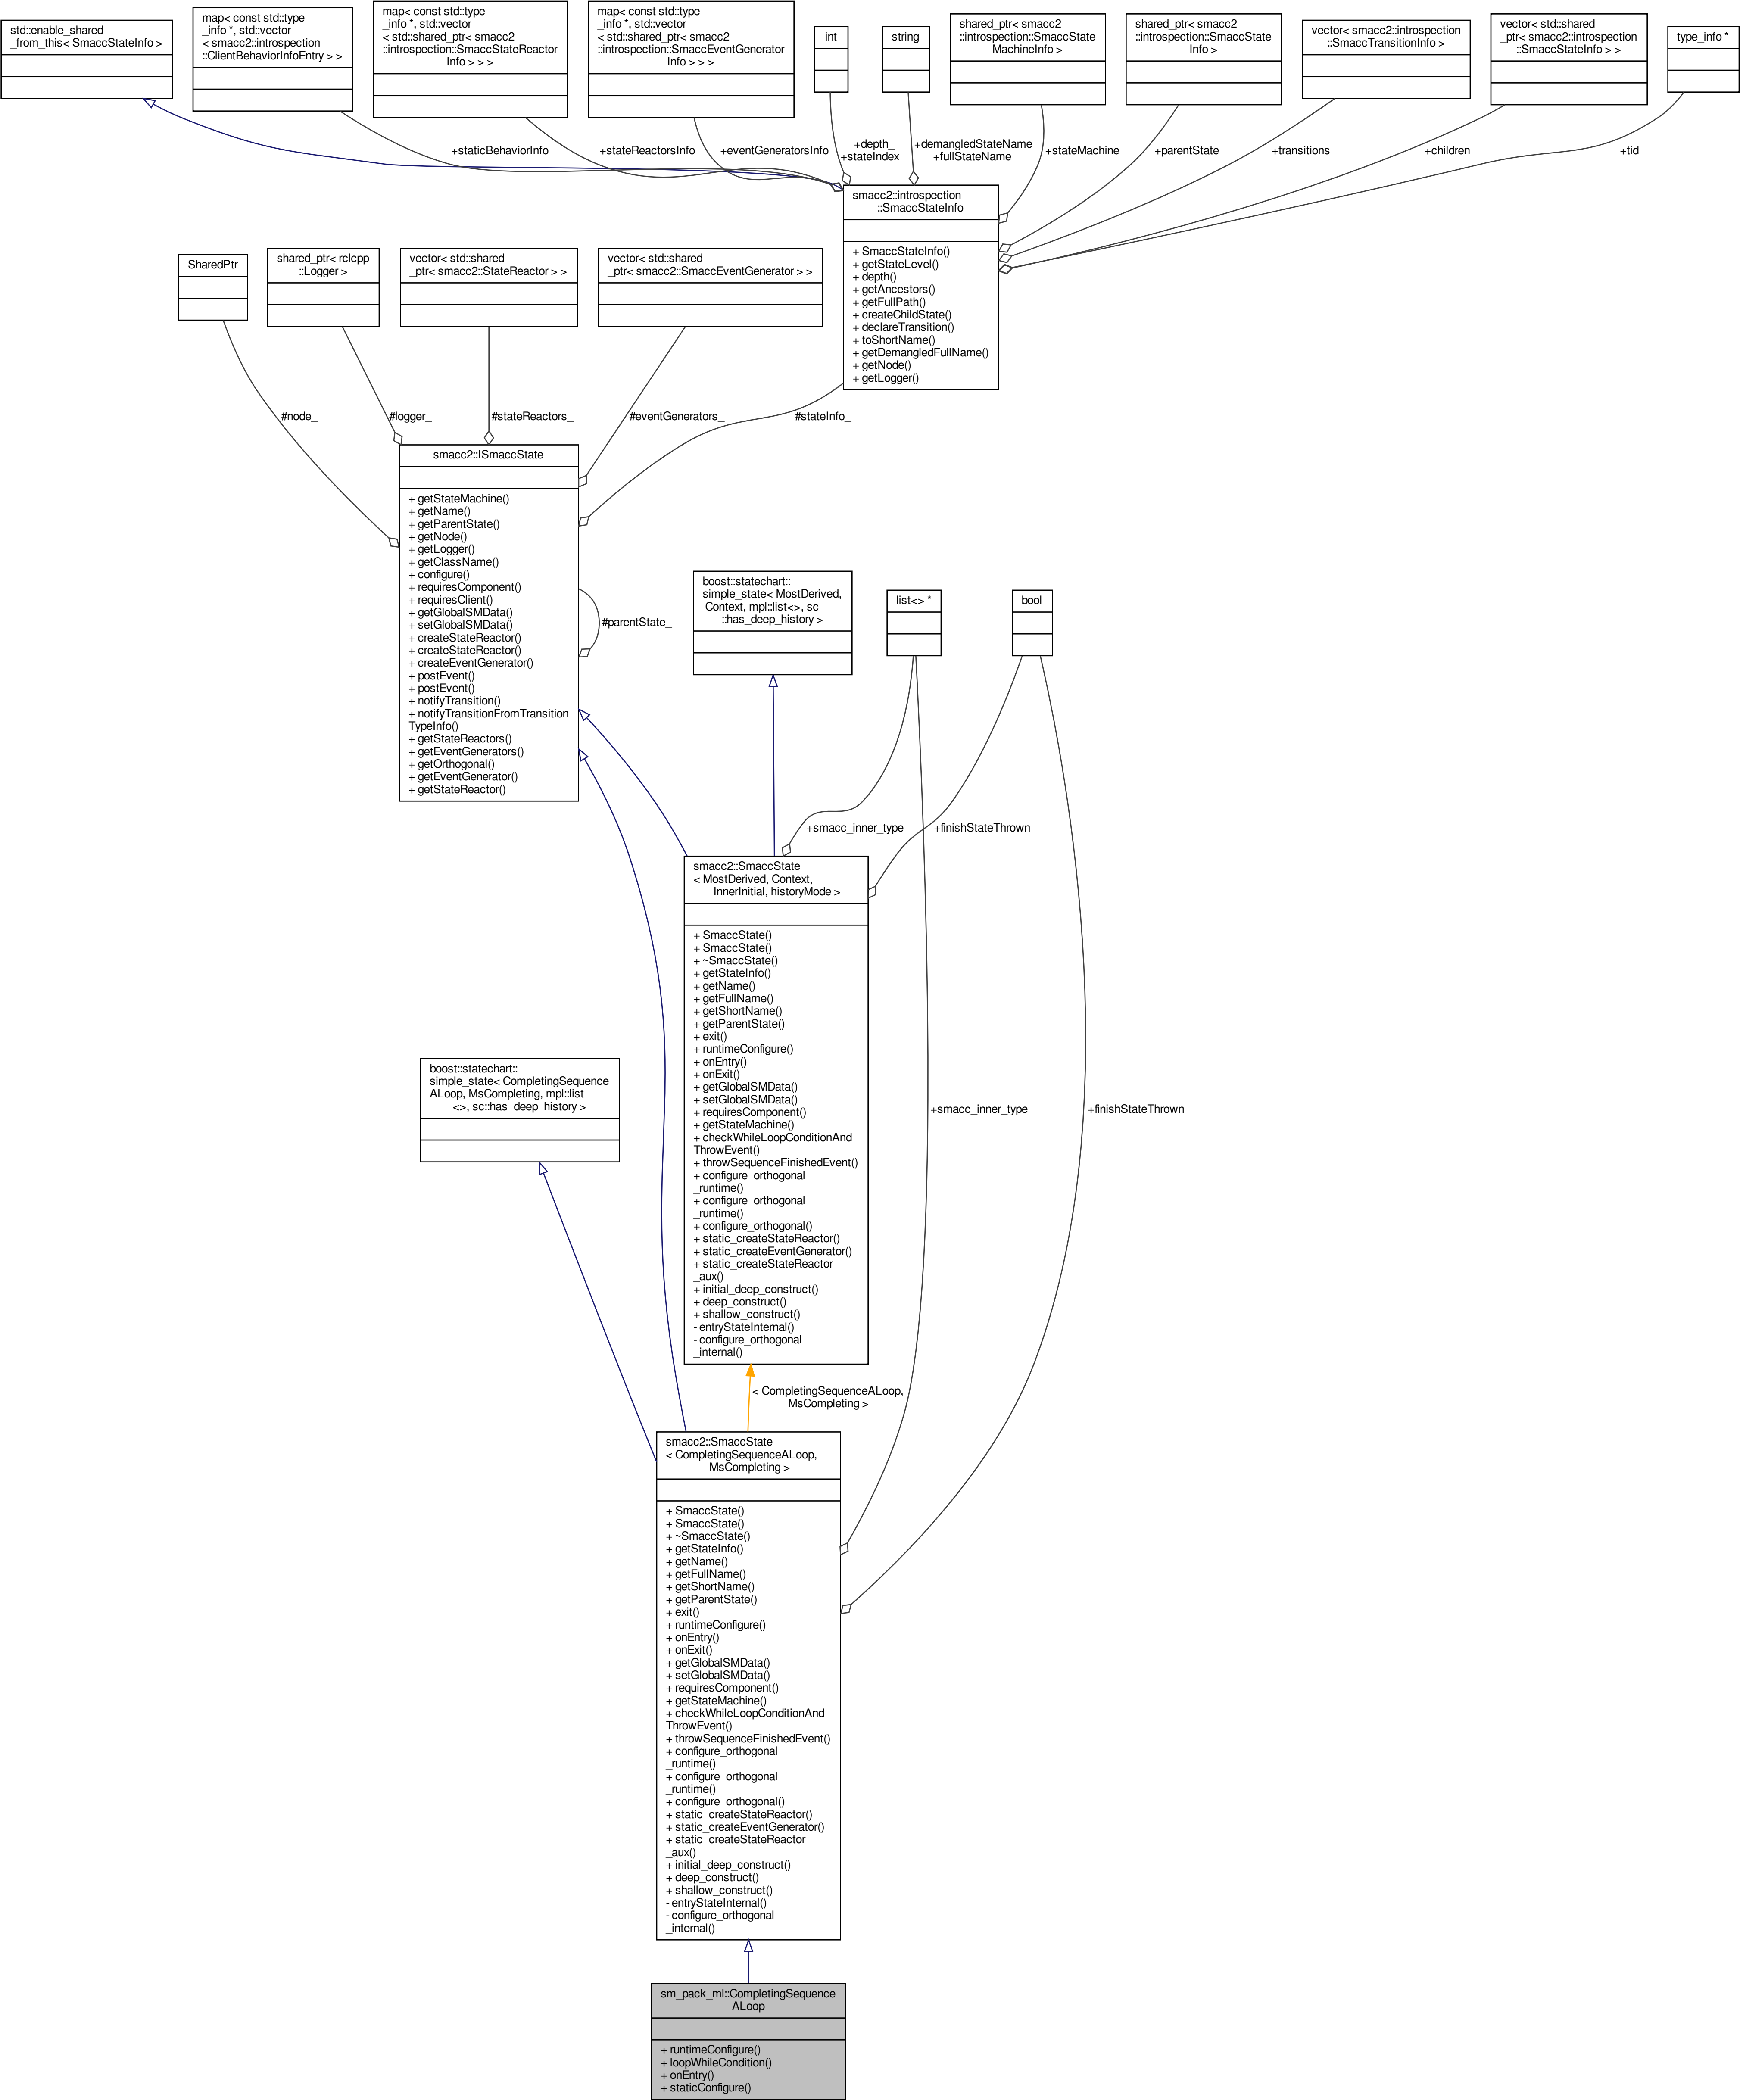 std::enable_shared
_from_this< SmaccStateInfo >
map< const std::type
_info *, std::vector
< smacc2::introspection
::ClientBehaviorInfoEntry > >
map< const std::type
_info *, std::vector
< std::shared_ptr< smacc2
::introspection::SmaccStateReactor
Info > > >
map< const std::type
_info *, std::vector
< std::shared_ptr< smacc2
::introspection::SmaccEventGenerator
Info > > >
int
string
shared_ptr< smacc2
::introspection::SmaccState
MachineInfo >
shared_ptr< smacc2
::introspection::SmaccState
Info >
vector< smacc2::introspection
::SmaccTransitionInfo >
vector< std::shared
_ptr< smacc2::introspection
::SmaccStateInfo > >
type_info *
+staticBehaviorInfo
+stateReactorsInfo
+eventGeneratorsInfo
+depth_
+stateIndex_
+demangledStateName
+fullStateName
+stateMachine_
+parentState_
+transitions_
+children_
+tid_
smacc2::introspection
::SmaccStateInfo
+ SmaccStateInfo()
+ getStateLevel()
+ depth()
+ getAncestors()
+ getFullPath()
+ createChildState()
+ declareTransition()
+ toShortName()
+ getDemangledFullName()
+ getNode()
+ getLogger()
SharedPtr
shared_ptr< rclcpp
::Logger >
vector< std::shared
_ptr< smacc2::StateReactor > >
vector< std::shared
_ptr< smacc2::SmaccEventGenerator > >
#node_
#logger_
#stateReactors_
#eventGenerators_
#stateInfo_
smacc2::ISmaccState
+ getStateMachine()
+ getName()
+ getParentState()
+ getNode()
+ getLogger()
+ getClassName()
+ configure()
+ requiresComponent()
+ requiresClient()
+ getGlobalSMData()
+ setGlobalSMData()
+ createStateReactor()
+ createStateReactor()
+ createEventGenerator()
+ postEvent()
+ postEvent()
+ notifyTransition()
+ notifyTransitionFromTransition
TypeInfo()
+ getStateReactors()
+ getEventGenerators()
+ getOrthogonal()
+ getEventGenerator()
+ getStateReactor()
#parentState_
boost::statechart::
simple_state< MostDerived,
Context, mpl::list<>, sc
::has_deep_history >
list<> *
bool
+smacc_inner_type
+finishStateThrown
smacc2::SmaccState
< MostDerived, Context,
InnerInitial, historyMode >
+ SmaccState()
+ SmaccState()
+ ~SmaccState()
+ getStateInfo()
+ getName()
+ getFullName()
+ getShortName()
+ getParentState()
+ exit()
+ runtimeConfigure()
+ onEntry()
+ onExit()
+ getGlobalSMData()
+ setGlobalSMData()
+ requiresComponent()
+ getStateMachine()
+ checkWhileLoopConditionAnd
ThrowEvent()
+ throwSequenceFinishedEvent()
+ configure_orthogonal
_runtime()
+ configure_orthogonal
_runtime()
+ configure_orthogonal()
+ static_createStateReactor()
+ static_createEventGenerator()
+ static_createStateReactor
_aux()
+ initial_deep_construct()
+ deep_construct()
+ shallow_construct()
- entryStateInternal()
- configure_orthogonal
_internal()
boost::statechart::
simple_state< CompletingSequence
ALoop, MsCompleting, mpl::list
<>, sc::has_deep_history >
+smacc_inner_type
+finishStateThrown
< CompletingSequenceALoop,
MsCompleting >
smacc2::SmaccState
< CompletingSequenceALoop,
MsCompleting >
+ SmaccState()
+ SmaccState()
+ ~SmaccState()
+ getStateInfo()
+ getName()
+ getFullName()
+ getShortName()
+ getParentState()
+ exit()
+ runtimeConfigure()
+ onEntry()
+ onExit()
+ getGlobalSMData()
+ setGlobalSMData()
+ requiresComponent()
+ getStateMachine()
+ checkWhileLoopConditionAnd
ThrowEvent()
+ throwSequenceFinishedEvent()
+ configure_orthogonal
_runtime()
+ configure_orthogonal
_runtime()
+ configure_orthogonal()
+ static_createStateReactor()
+ static_createEventGenerator()
+ static_createStateReactor
_aux()
+ initial_deep_construct()
+ deep_construct()
+ shallow_construct()
- entryStateInternal()
- configure_orthogonal
_internal()
sm_pack_ml::CompletingSequence
ALoop
+ runtimeConfigure()
+ loopWhileCondition()
+ onEntry()
+ staticConfigure()